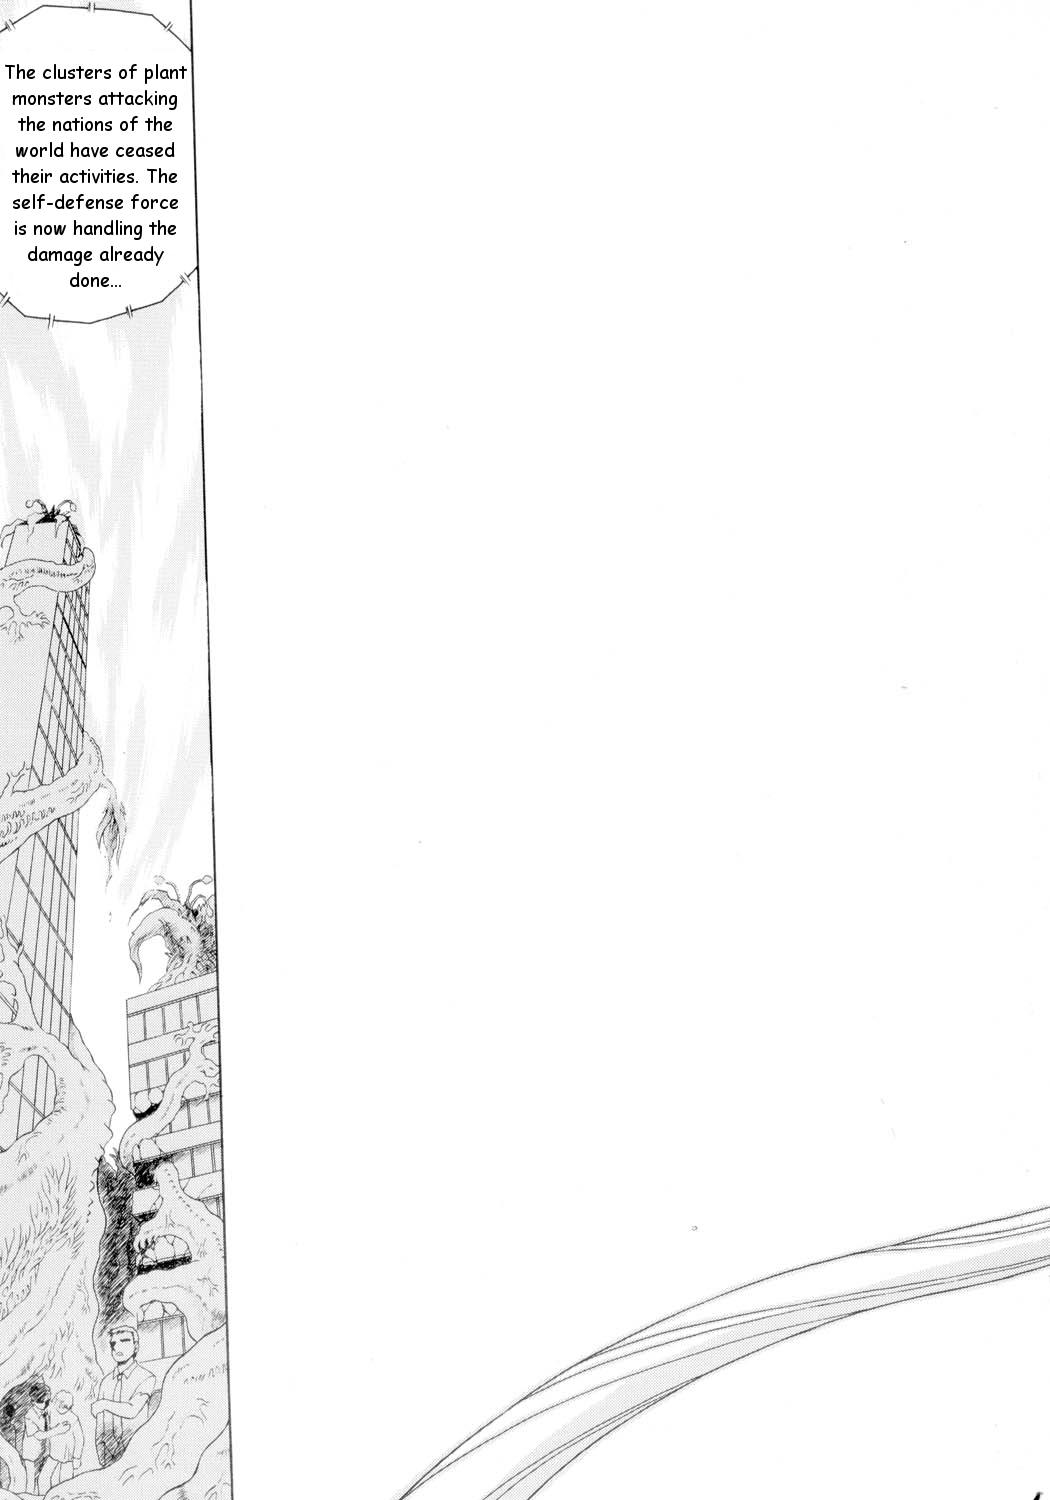 The clusters of plant
monsters attacking
the nations of the
world have ceased
their activities. The
self-defense force
is now handling the
damage already
done...